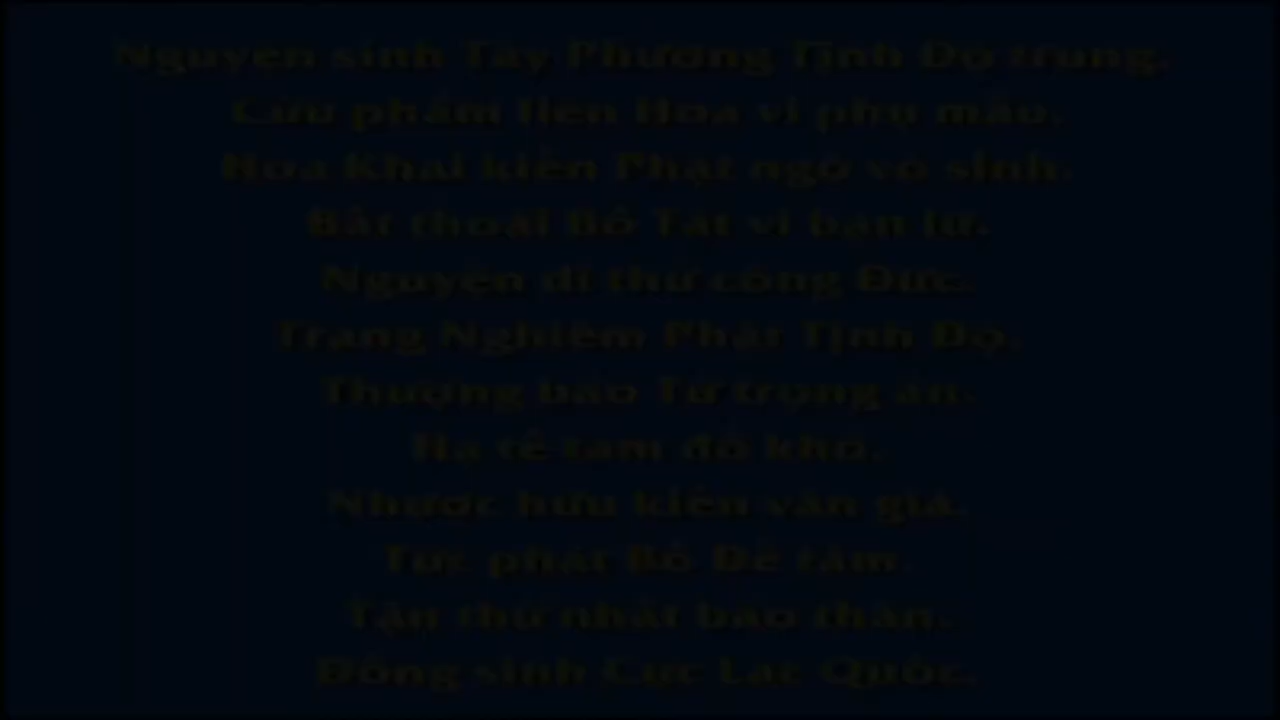 Nguyện sinh Tây Phương Tịnh Độ trung.
Cửu phẩm liên Hoa vi phụ mẫu.
Hoa Khai kiến Phật ngộ vô sinh.
Bất thoái Bồ Tát vi bạn lữ.
Nguyện dĩ thử công Đức.
Trang Nghiêm Phật Tịnh Độ.
Thượng báo Tứ trọng ân.
Hạ tế tam đồ khổ.
Nhược hữu kiến văn giả.
Tức phát Bồ Đề tâm.
Tận thử nhất báo thân.
Đồng sinh Cực Lạc Quốc.